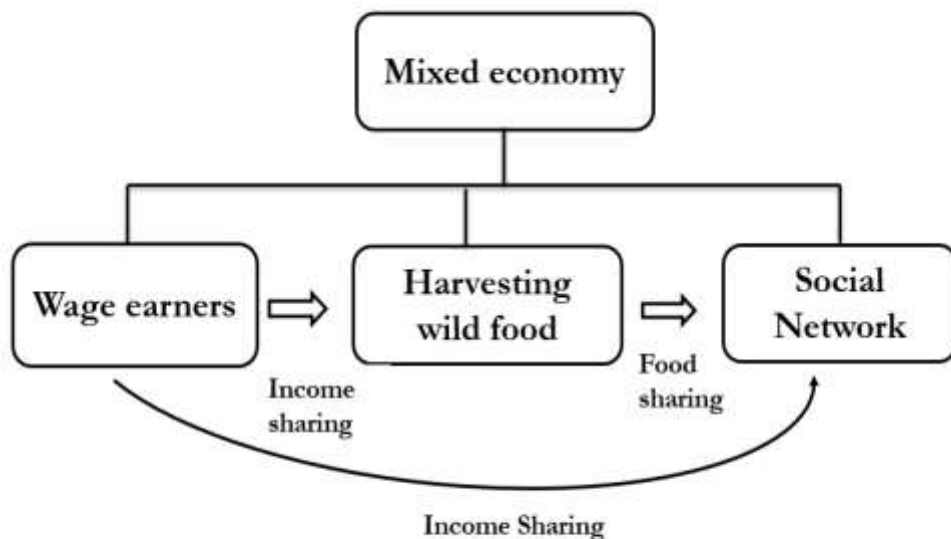 Mixed economy
Wage earners
Harvesting
wild food
Social
Network
Income
sharing
Food
sharing
Income Sharing